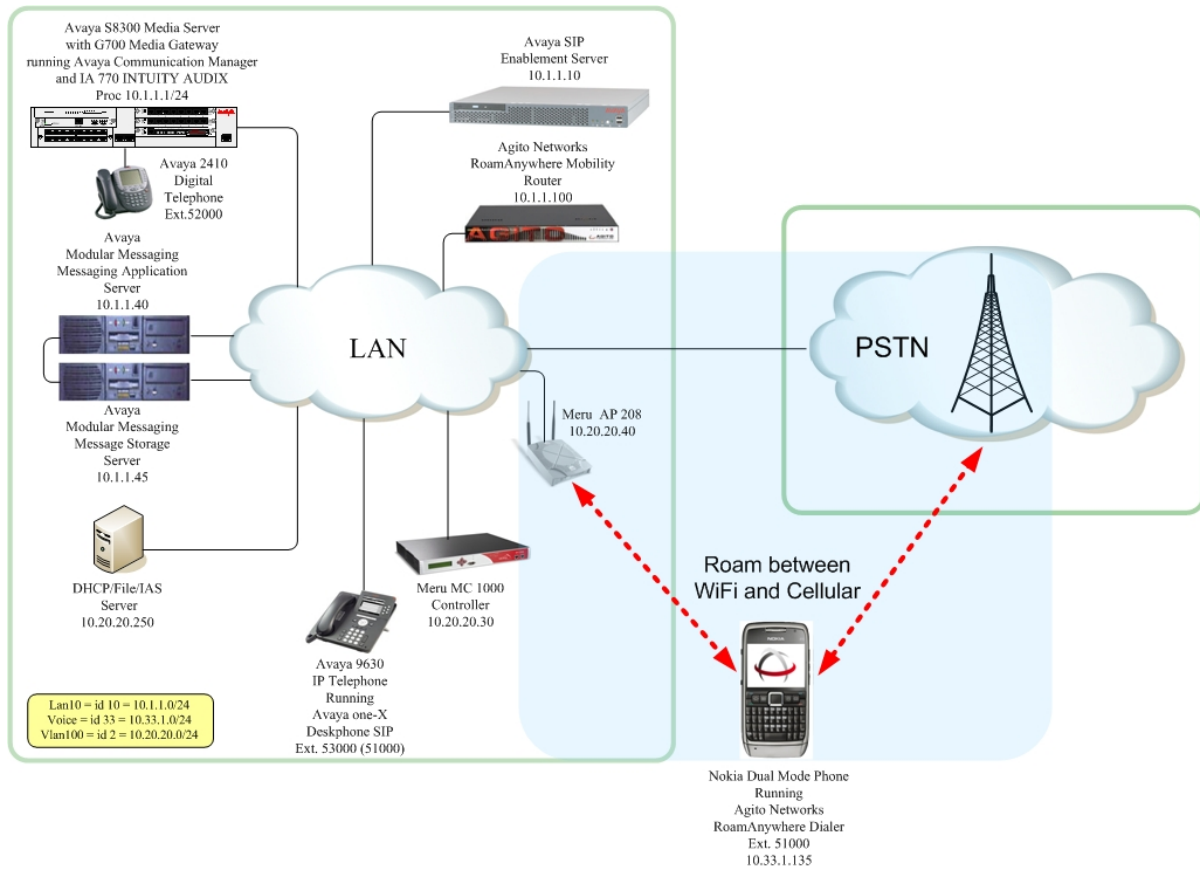 Avaya S8300 Media Server
with G700 Media Gateway
running Avaya Communication Manager
and IA 770 INTUITY AUDIX
Proc 10.1.1.1/24
Avaya 2410
Digital
Telephone
Ext.52000
Avaya
Modular Messaging
Messaging Application
Server
10.1.1.40
Avaya
Modular Messaging
Message Storage
Server
10.1.1.45
DHCP/File/IAS
Server
10.20.20.250
Lan10 = id 10 = 10.1.1.0/24
Voice = id 33 = 10.33.1.0/24
Vlan100 = id 2 = 10.20.20.0/24
Avaya SIP
Enablement Server
10.1.1.10
Agito Networks
RoamAnywhere Mobility
Router
10.1.1.100
AGITO
LAN
Meru AP 208
10.20.20.40
Meru MC 1000
Controller
10.20.20.30
Avaya 9630
IP Telephone
Running
Avaya one-X
Deskphone SIP
Ext. 53000 (51000)
PSTN
Roam between
WiFi and Cellular
NOKIA
Nokia Dual Mode Phone
Running
Agito Networks
RoamAnywhere Dialer
Ext. 51000
10.33.1.135